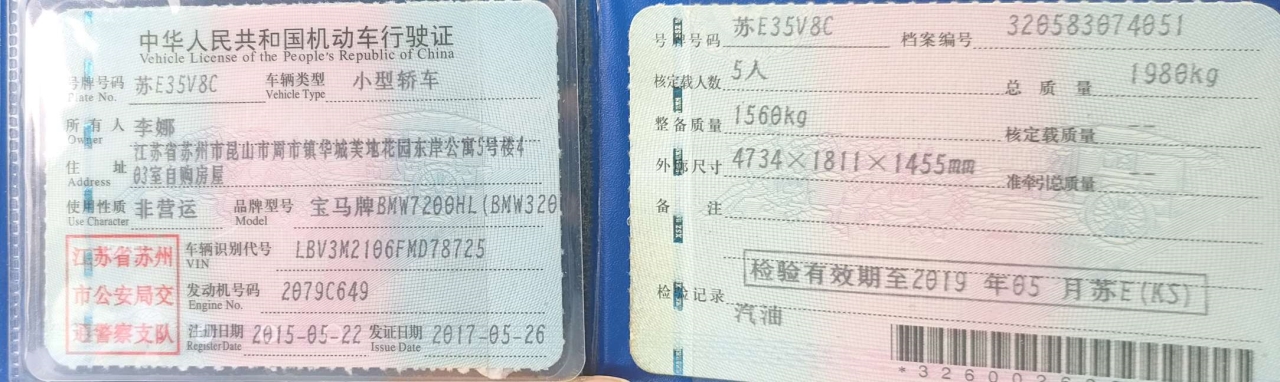 中华人民共和国机动车行驶证
Vehicle License of the People's Republic of China
号牌号码 苏E35V8C 车辆类型 小型轿车
Plate No. Vehicle Type
所有人 李娜
Owner
住址 江苏省苏州市昆山市周市镇华城美地花园东岸公寓5号楼4
03室自购房屋
Address
使用性质 非营运 品牌型号 宝马牌BMW7200HL(BMW320
Use Character Model
江苏省苏州
市公安局交
通警察支队
车辆识别代号 LBV3M2106FMD78725
VIN
发动机号码 2079C649
Engine No.
注册日期 2015-05-22 发证日期 2017-05-26
Register Date Issue Date
号牌号码 苏E35V8C 档案编号 320583074051
核定载人数 5人 总质量 1980kg
整备质量 1560kg 核定载质量 --
外廓尺寸 4734×1811×1455mm 准牵引总质量 --
备注
检验有效期至2019年05月苏E(KS)
检验记录
汽油